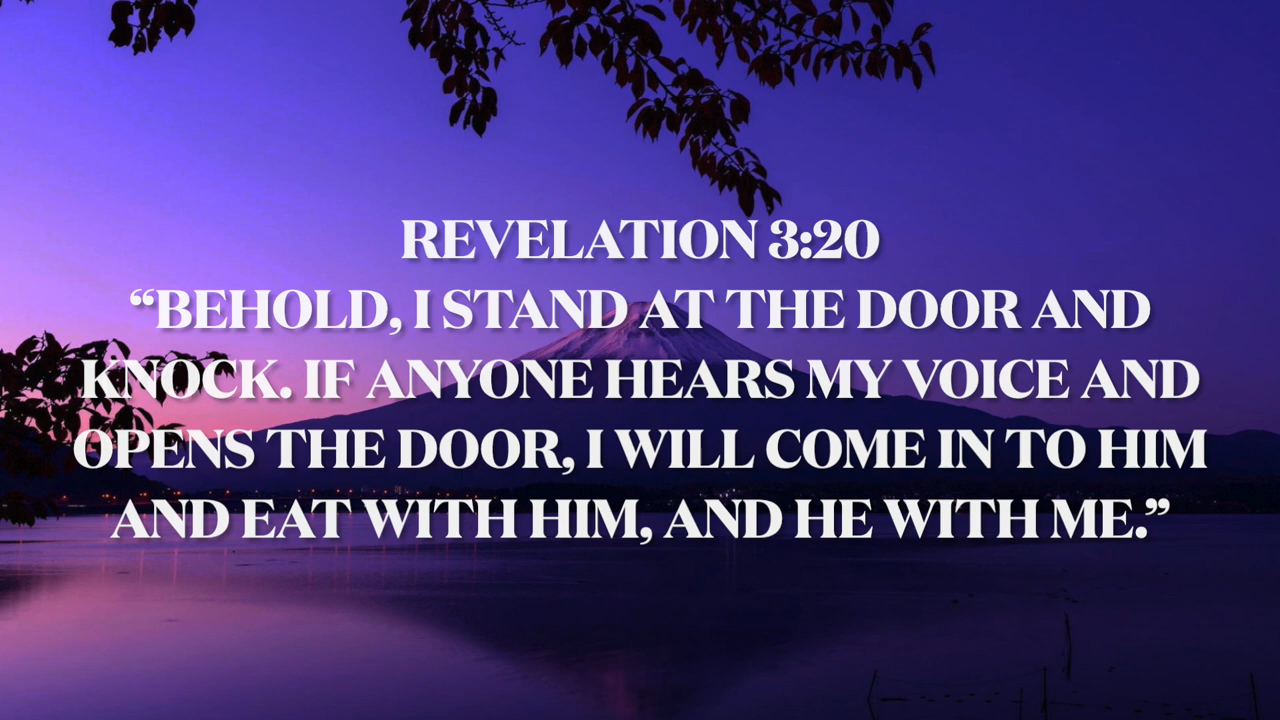 REVELATION 3:20
“BEHOLD, I STAND AT THE DOOR AND
KNOCK. IF ANYONE HEARS MY VOICE AND
OPENS THE DOOR, I WILL COME IN TO HIM
AND EAT WITH HIM, AND HE WITH ME.”